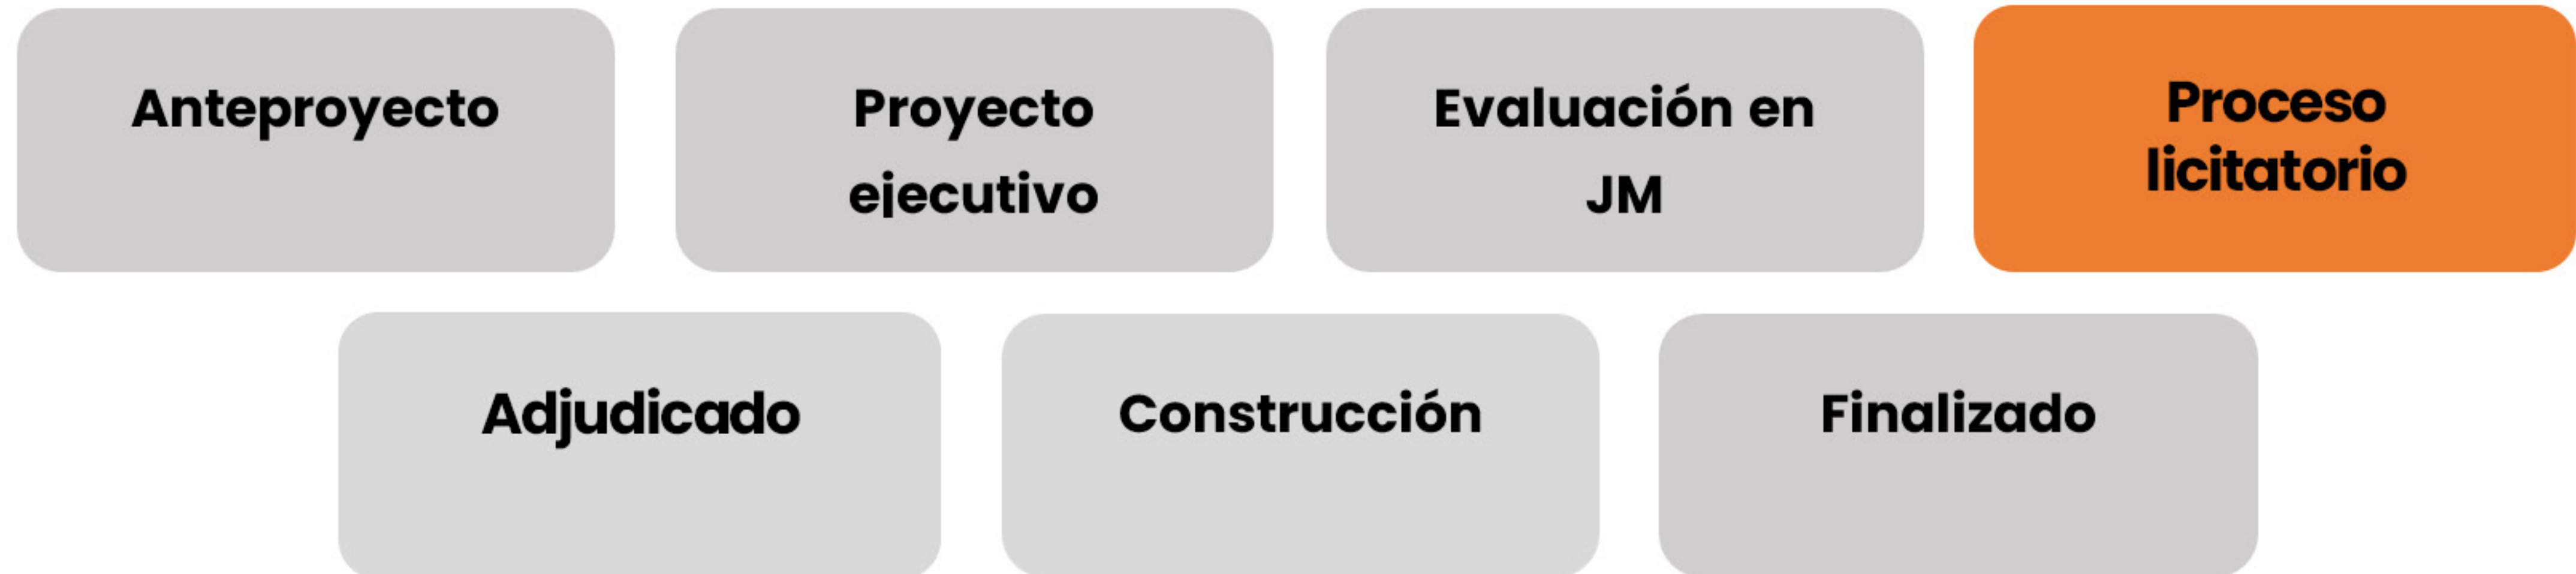 Anteproyecto
Proyecto
ejecutivo
Evaluación en
JM
Proceso
licitatorio
Adjudicado
Construcción
Finalizado